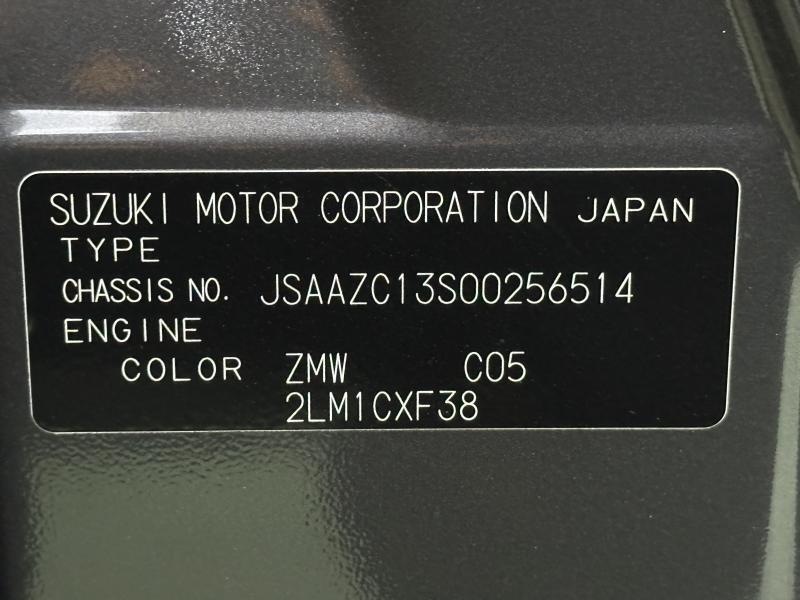 SUZUKI MOTOR CORPORATION JAPAN
TYPE
CHASSIS NO. JSAAZC13S00256514
ENGINE
COLOR ZMW C05
2LM1CXF38